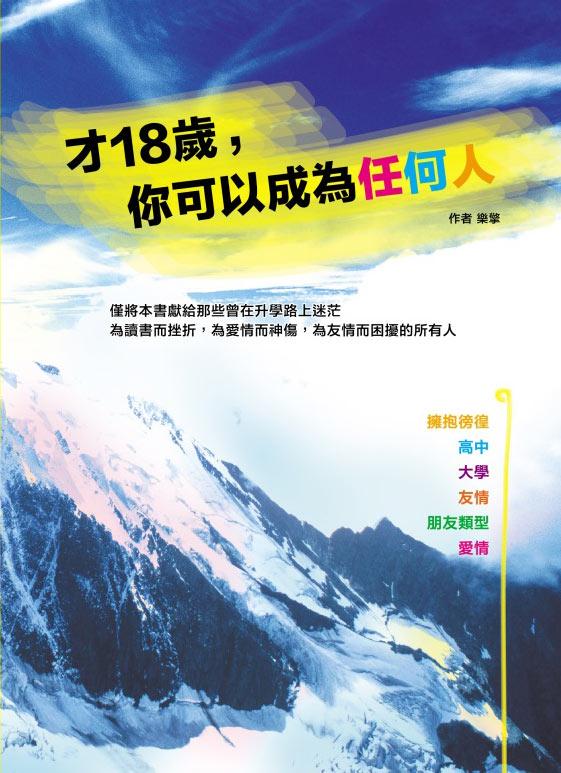 才18歲，
你可以成為任何人
作者 樂擎
僅將本書獻給那些曾在升學路上迷茫
為讀書而挫折，為愛情而神傷，為友情而困擾的所有人
擁抱徬徨
高中
大學
友情
朋友類型
愛情